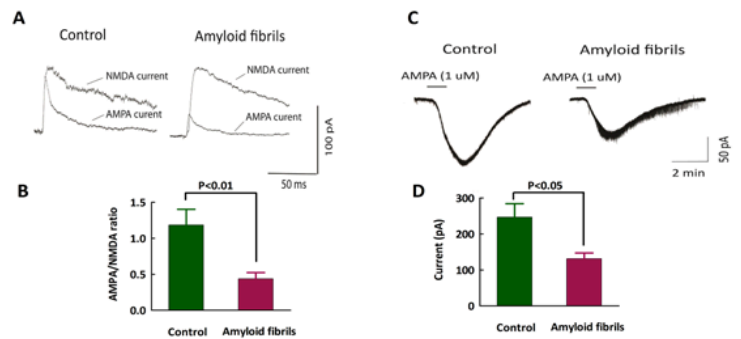 A
Control
Amyloid fibrils
NMDA current
AMPA curent
NMDA current
AMPA current
100 pA
50 ms
B
P<0.01
AMPA/NMDA ratio
1.5
1.0
0.5
0.0
Control
Amyloid fibrils
C
Control
Amyloid fibrils
AMPA (1 uM)
AMPA (1 uM)
50 pA
2 min
D
P<0.05
Current (pA)
300
200
100
0
Control
Amyloid fibrils